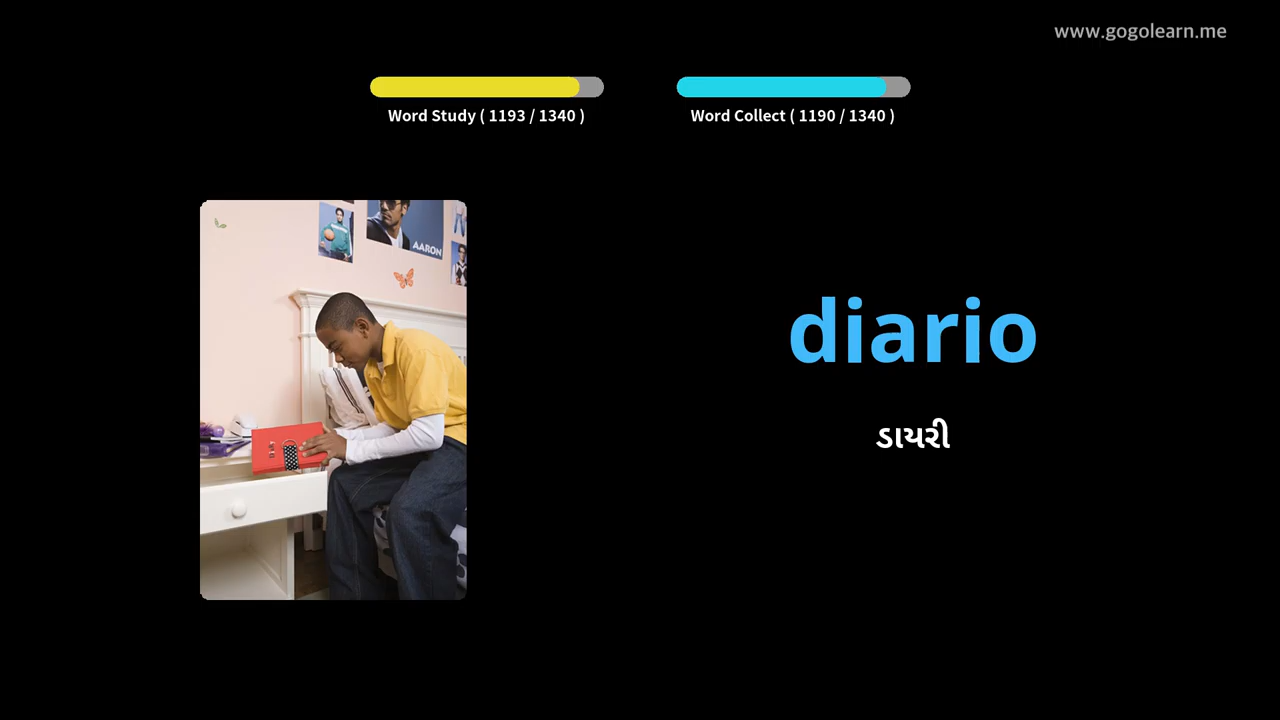 www.gogolearn.me
Word Study ( 1193 / 1340 )
Word Collect ( 1190 / 1340 )
AARON
diario
ડાયરી